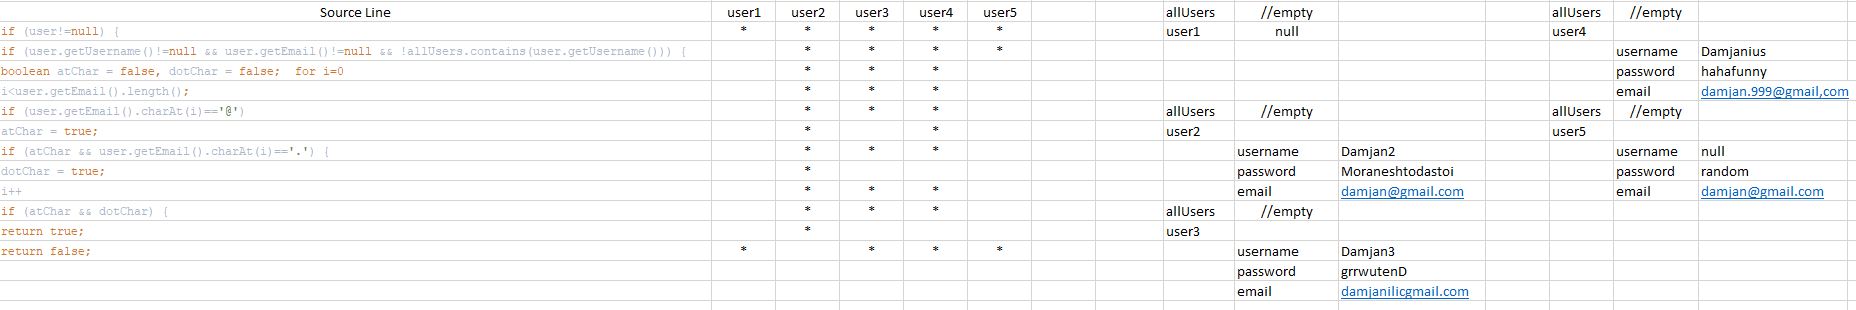 Source Line user1 user2 user3 user4 user5 allUsers //empty allUsers //empty
if (user!=null) { * * * * * user1 null user4
if (user.getUsername()!=null && user.getEmail()!=null && !allUsers.contains(user.getUsername())) { * * * * username Damjanius
boolean atChar = false, dotChar = false; for i=0 * * * password hahafunny
i<user.getEmail().length(); * * * email damjan.999@gmail,com
if (user.getEmail().charAt(i)=='@') * * * allUsers //empty allUsers //empty
atChar = true; * * user2 user5
if (atChar && user.getEmail().charAt(i)=='.') { * * * username Damjan2 username null
dotChar = true; * password Moraneshtodastoi password random
i++ * * * email damjan@gmail.com email damjan@gmail.com
if (atChar && dotChar) { * * * allUsers //empty
return true; * user3
return false; * * * * username Damjan3
password grrwutenD
email damjanilicgmail.com